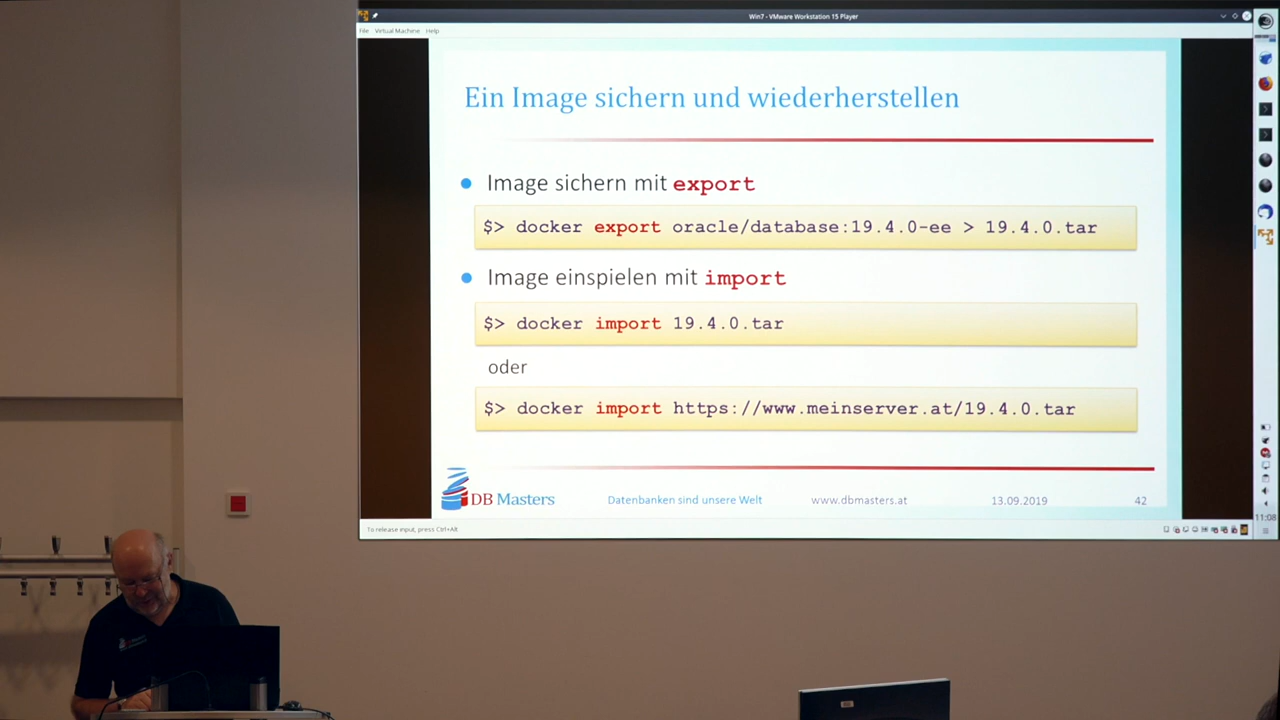 Win7 - VMware Workstation 15 Player
File Virtual Machine Help
Ein Image sichern und wiederherstellen
Image sichern mit export
$> docker export oracle/database:19.4.0-ee > 19.4.0.tar
Image einspielen mit import
$> docker import 19.4.0.tar
oder
$> docker import https://www.meinserver.at/19.4.0.tar
DB Masters Datenbanken sind unsere Welt www.dbmasters.at 13.09.2019 42
To release input, press Ctrl+Alt
11:08